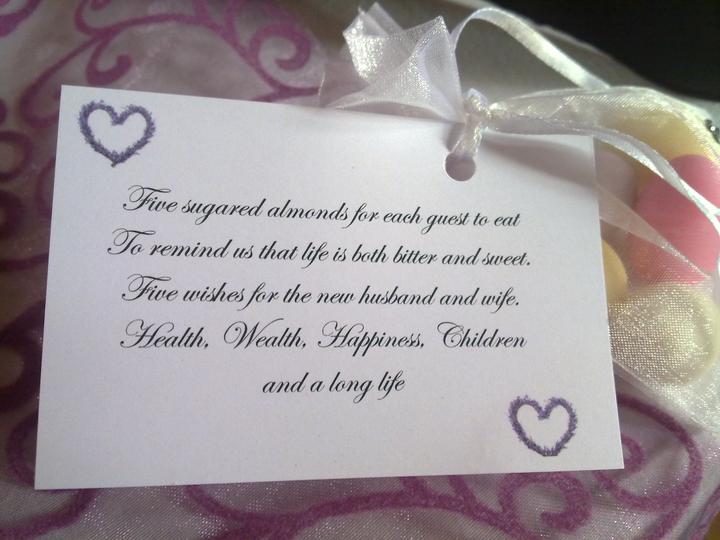 Five sugared almonds for each guest to eat
To remind us that life is both bitter and sweet.
Five wishes for the new husband and wife.
Health, Wealth, Happiness, Children
and a long life